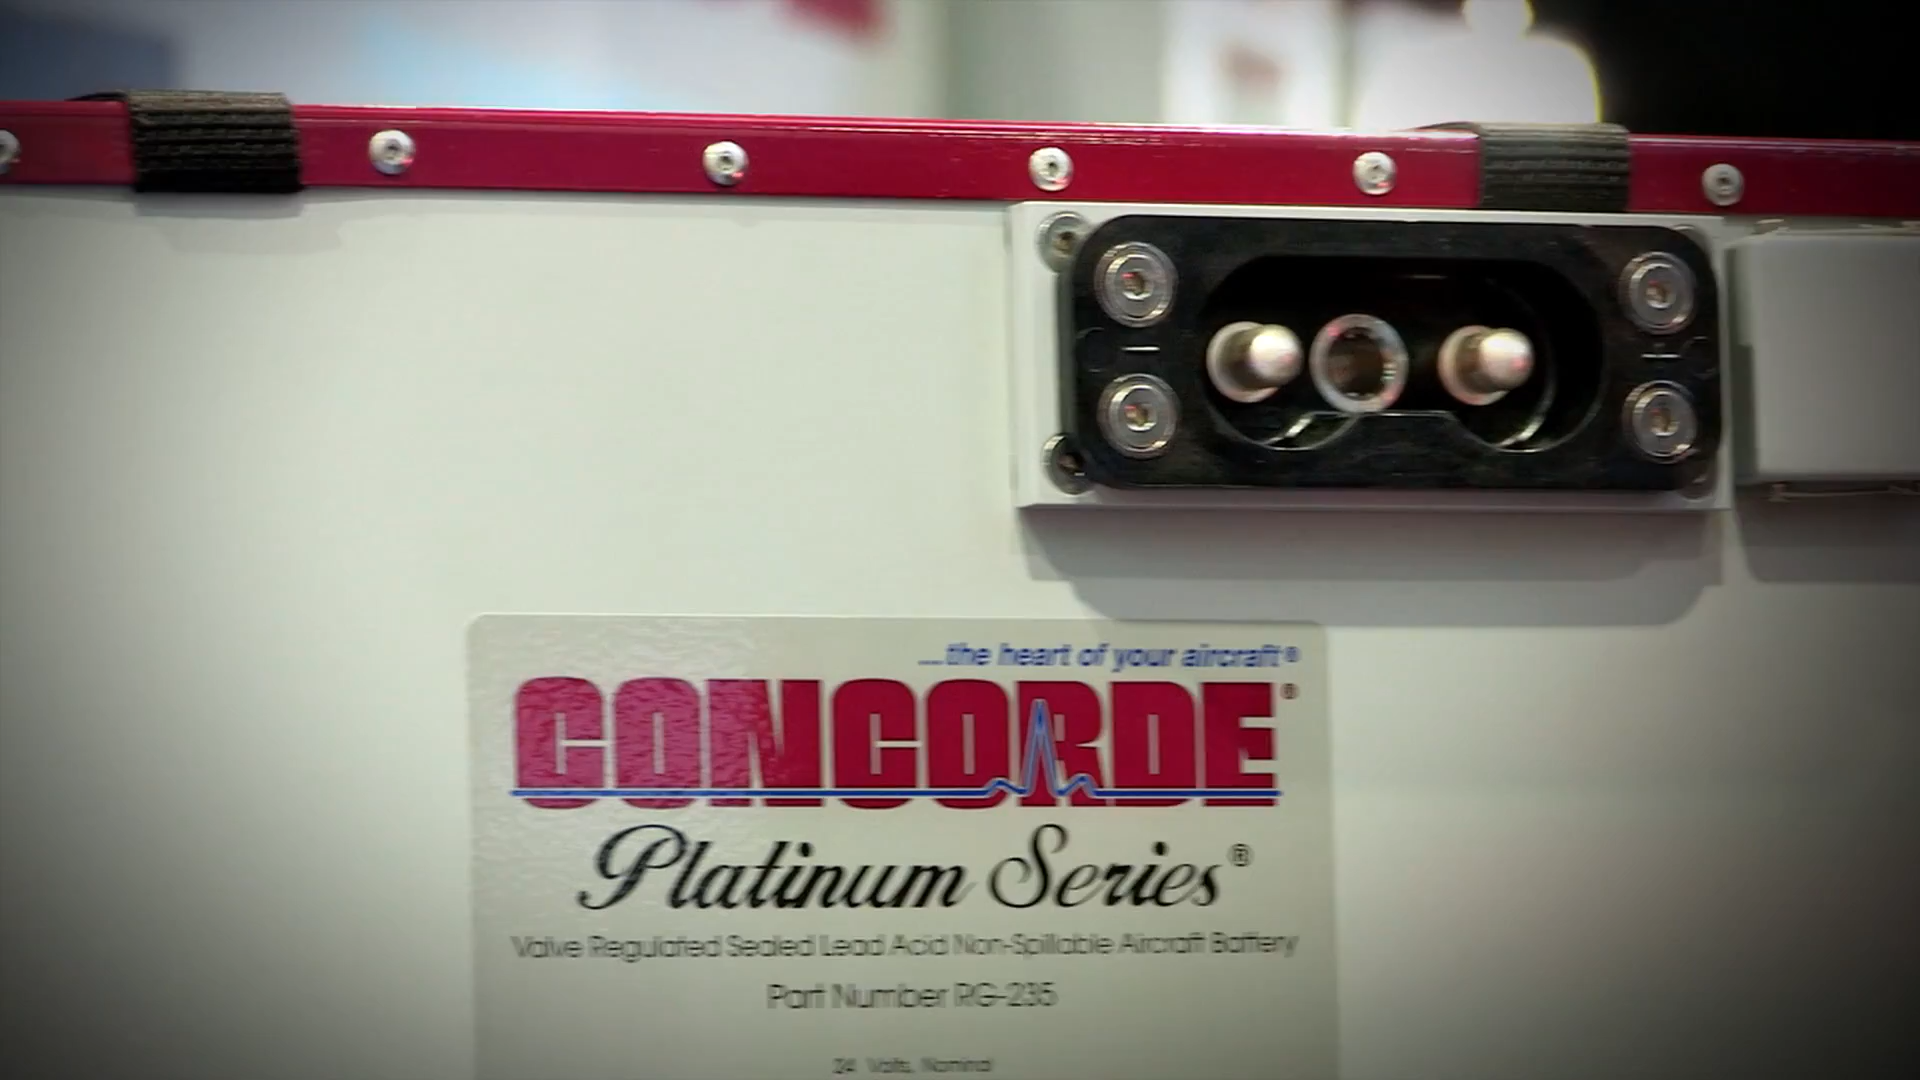 ...the heart of your aircraft®
CONCORDE®
Platinum Series®
Valve Regulated Sealed Lead Acid Non-Spillable Aircraft Battery
Part Number RG-235
24 Volts, Nominal